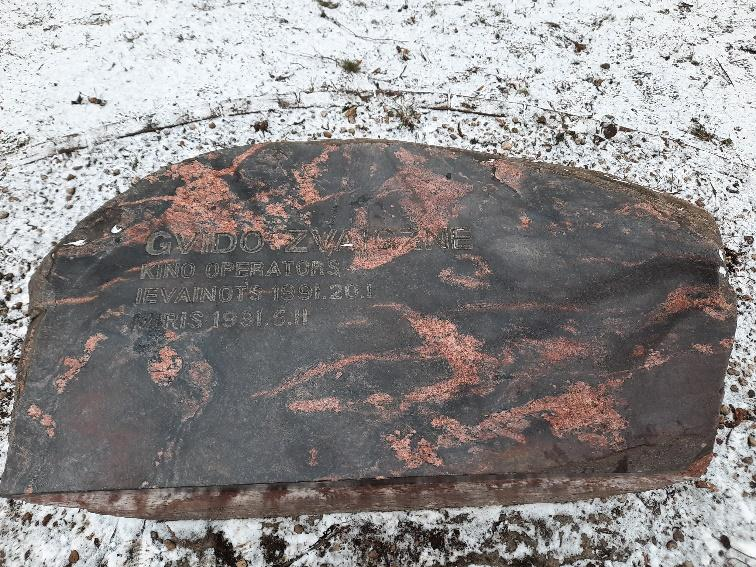 GVIDO ZVAIGZNE
KINO OPERATORS
IEVAINOTS 1991.20.I
MIRIS 1991.5.II